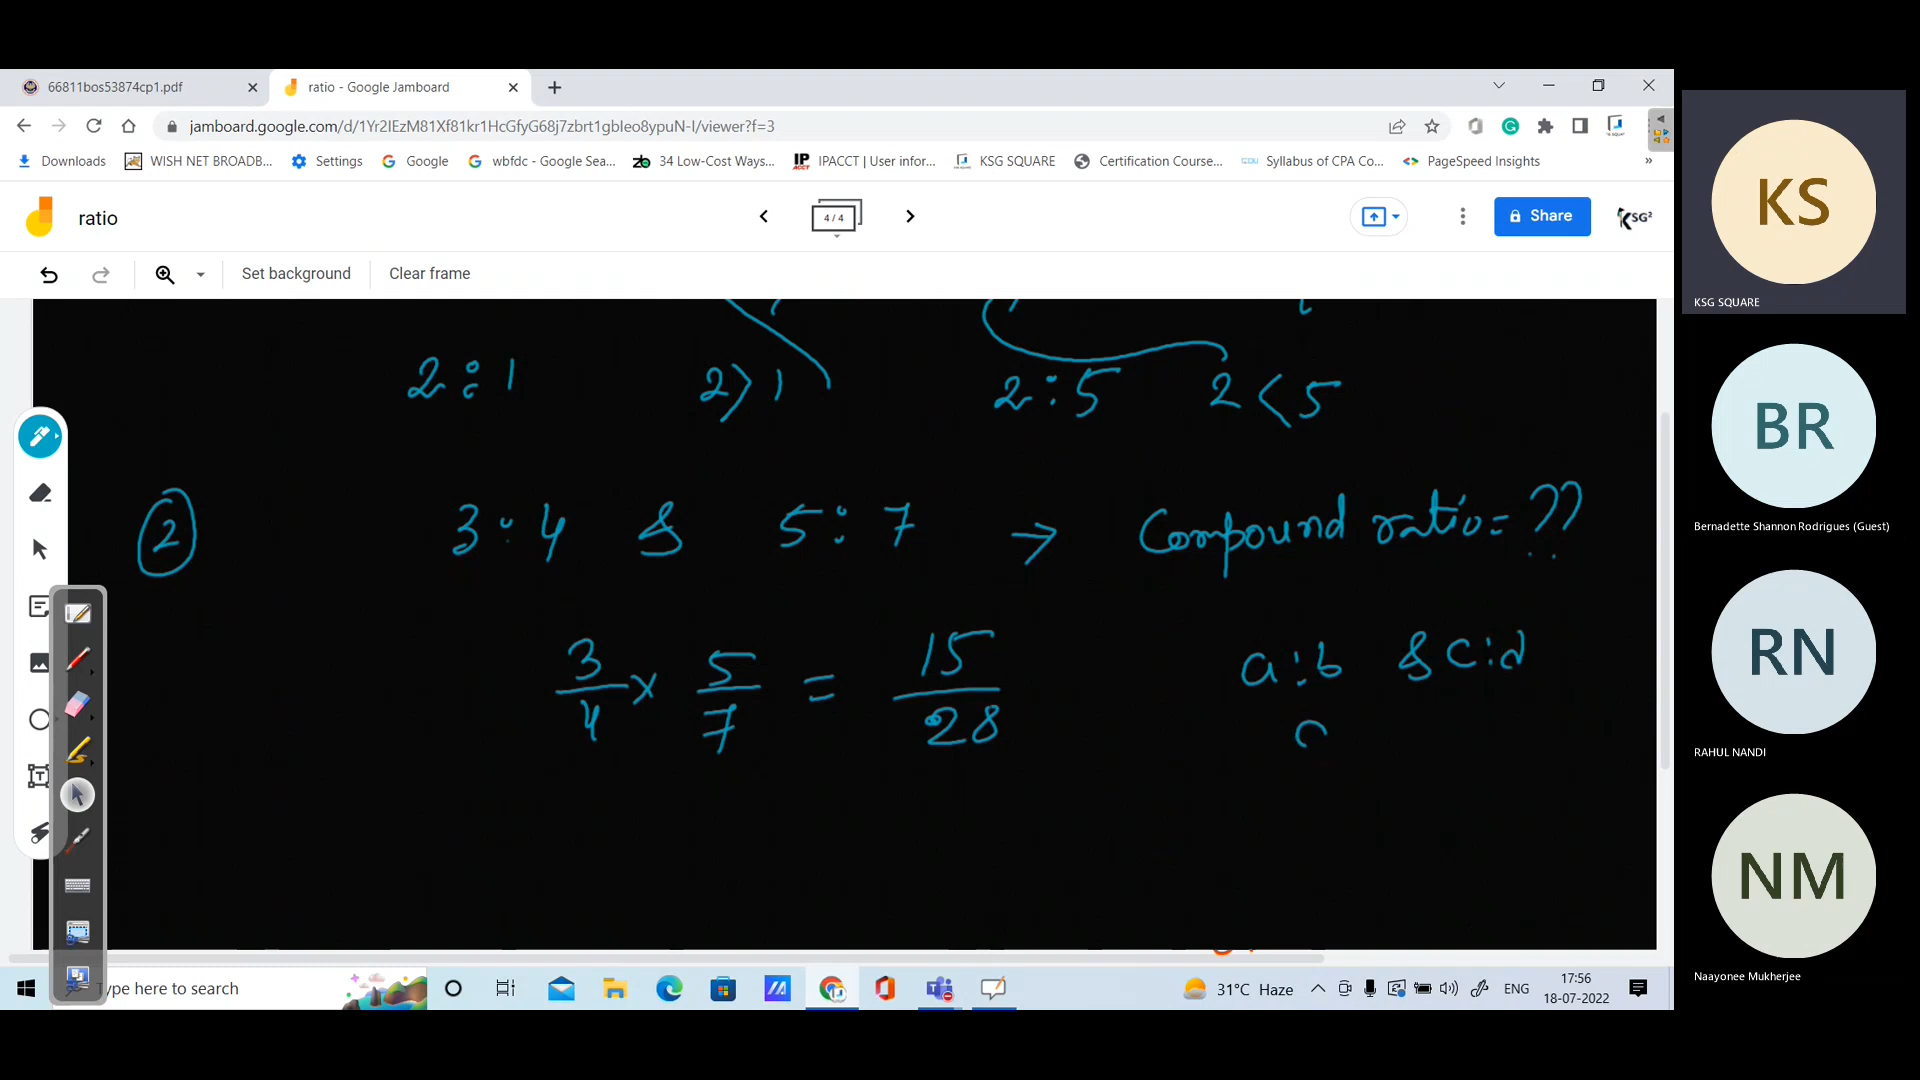 66811bos53874cp1.pdf ratio - Google Jamboard
jamboard.google.com/d/1Yr2IEzM81Xf81kr1HcGfyG68j7zbrt1gbIeo8ypuN-I/viewer?f=3
Downloads WISH NET BROADB... Settings Google wbfdc - Google Sea... 34 Low-Cost Ways... IPACCT | User infor... KSG SQUARE Certification Course... Syllabus of CPA Co... PageSpeed Insights »
ratio 4 / 4 Share KSG²
Set background Clear frame
2 : 1 2 > 1 2 : 5 2 < 5
② 3 : 4 & 5 : 7 → Compound ratio = ??
3/4 × 5/7 = 15/28 a : b & c : d
Type here to search 31°C Haze ENG 17:56
18-07-2022
KS
KSG SQUARE
BR
Bernadette Shannon Rodrigues (Guest)
RN
RAHUL NANDI
NM
Naayonee Mukherjee